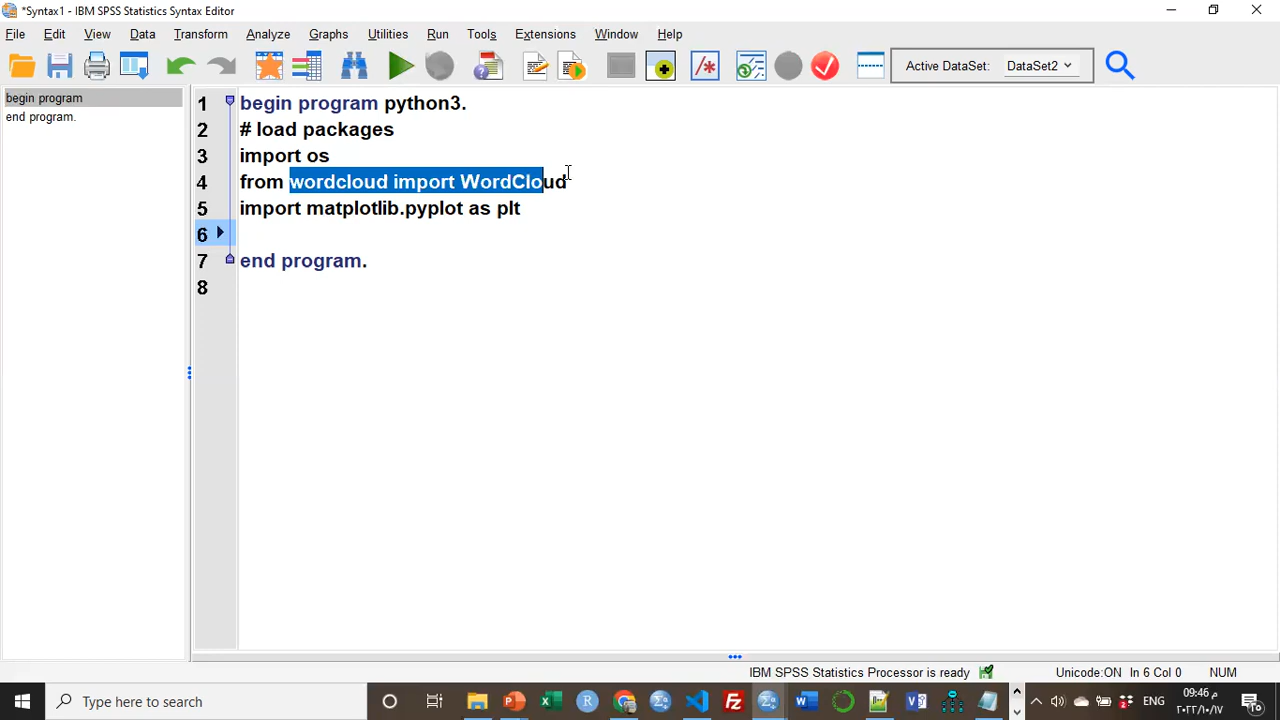 *Syntax1 - IBM SPSS Statistics Syntax Editor
File Edit View Data Transform Analyze Graphs Utilities Run Tools Extensions Window Help
Active DataSet: DataSet2
begin program
end program.
1 begin program python3.
2 # load packages
3 import os
4 from wordcloud import WordCloud
5 import matplotlib.pyplot as plt
6
7 end program.
8
IBM SPSS Statistics Processor is ready Unicode:ON In 6 Col 0 NUM
Type here to search
ENG
م 09:46
٢٠٢٢/١٠/١٧